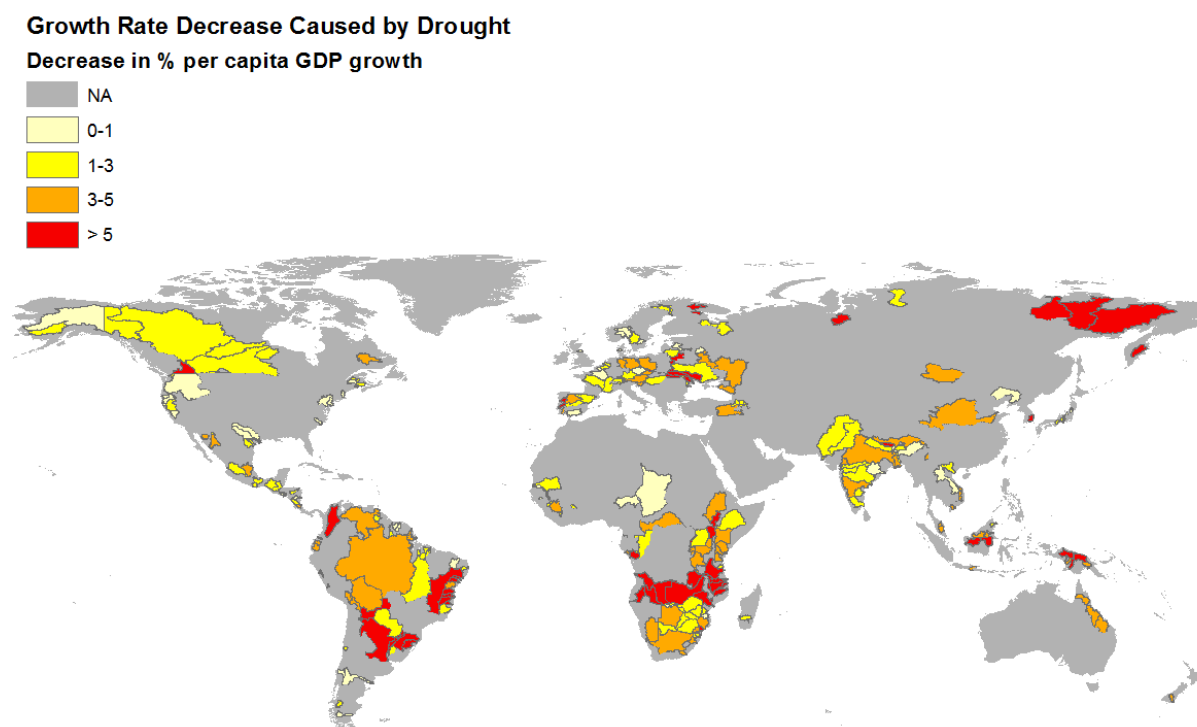 Growth Rate Decrease Caused by Drought
Decrease in % per capita GDP growth
NA
0-1
1-3
3-5
> 5